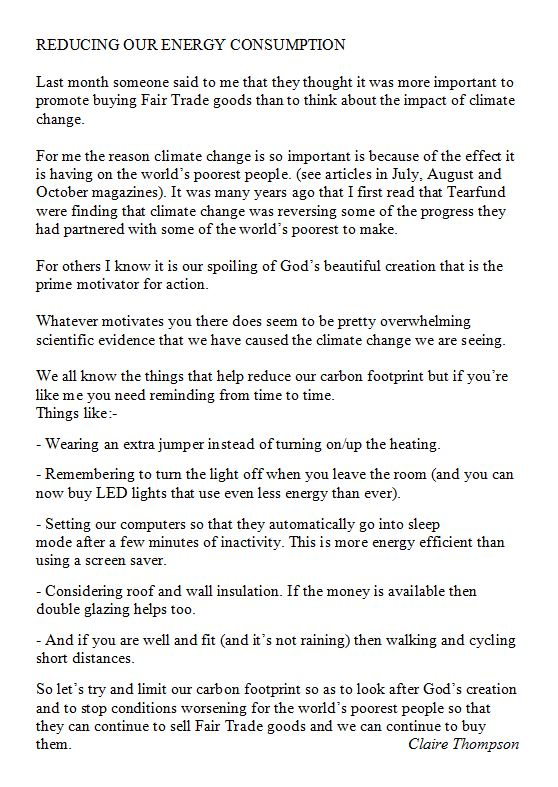 REDUCING OUR ENERGY CONSUMPTION
Last month someone said to me that they thought it was more important to
promote buying Fair Trade goods than to think about the impact of climate
change.
For me the reason climate change is so important is because of the effect it
is having on the world's poorest people. (see articles in July, August and
October magazines). It was many years ago that I first read that Tearfund
were finding that climate change was reversing some of the progress they
had partnered with some of the world's poorest to make.
For others I know it is our spoiling of God's beautiful creation that is the
prime motivator for action.
Whatever motivates you there does seem to be pretty overwhelming
scientific evidence that we have caused the climate change we are seeing.
We all know the things that help reduce our carbon footprint but if you're
like me you need reminding from time to time.
Things like:-
- Wearing an extra jumper instead of turning on/up the heating.
- Remembering to turn the light off when you leave the room (and you can
now buy LED lights that use even less energy than ever).
- Setting our computers so that they automatically go into sleep
mode after a few minutes of inactivity. This is more energy efficient than
using a screen saver.
- Considering roof and wall insulation. If the money is available then
double glazing helps too.
- And if you are well and fit (and it's not raining) then walking and cycling
short distances.
So let's try and limit our carbon footprint so as to look after God's creation
and to stop conditions worsening for the world's poorest people so that
they can continue to sell Fair Trade goods and we can continue to buy
them. Claire Thompson